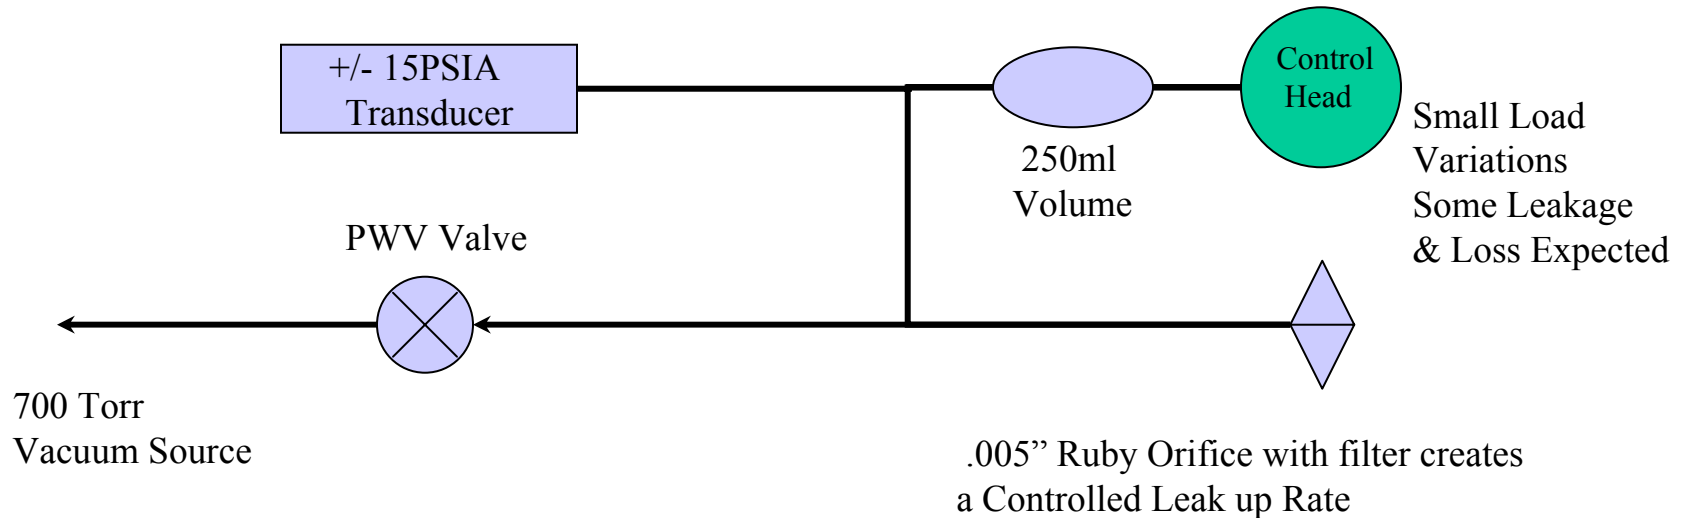 +/- 15PSIA
Transducer
Control
Head
Small Load
Variations
Some Leakage
& Loss Expected
250ml
Volume
PWV Valve
700 Torr
Vacuum Source
.005” Ruby Orifice with filter creates
a Controlled Leak up Rate